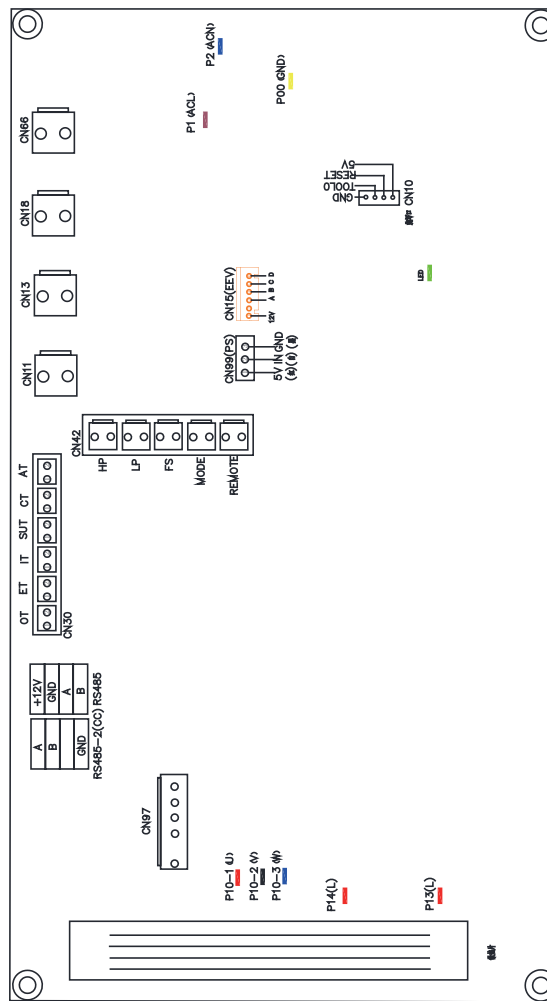 P2 (ACN)
P00 (GND)
P1 (ACL)
CN66
CN18
CN13
CN11
5V
RESET
TOOL0
GND
CN10
LED
CN15(EEV)
D
C
B
A
12V
CN99(PS)
GND
IN
5V
CN42
HP
LP
FS
MODE
REMOTE
AT
CT
SUT
IT
ET
OT
CN30
+12V
GND
A
B
RS485
A
B
GND
RS485-2(CC)
CN97
P10-1 (U)
P10-2 (V)
P10-3 (W)
P14(L)
P13(L)